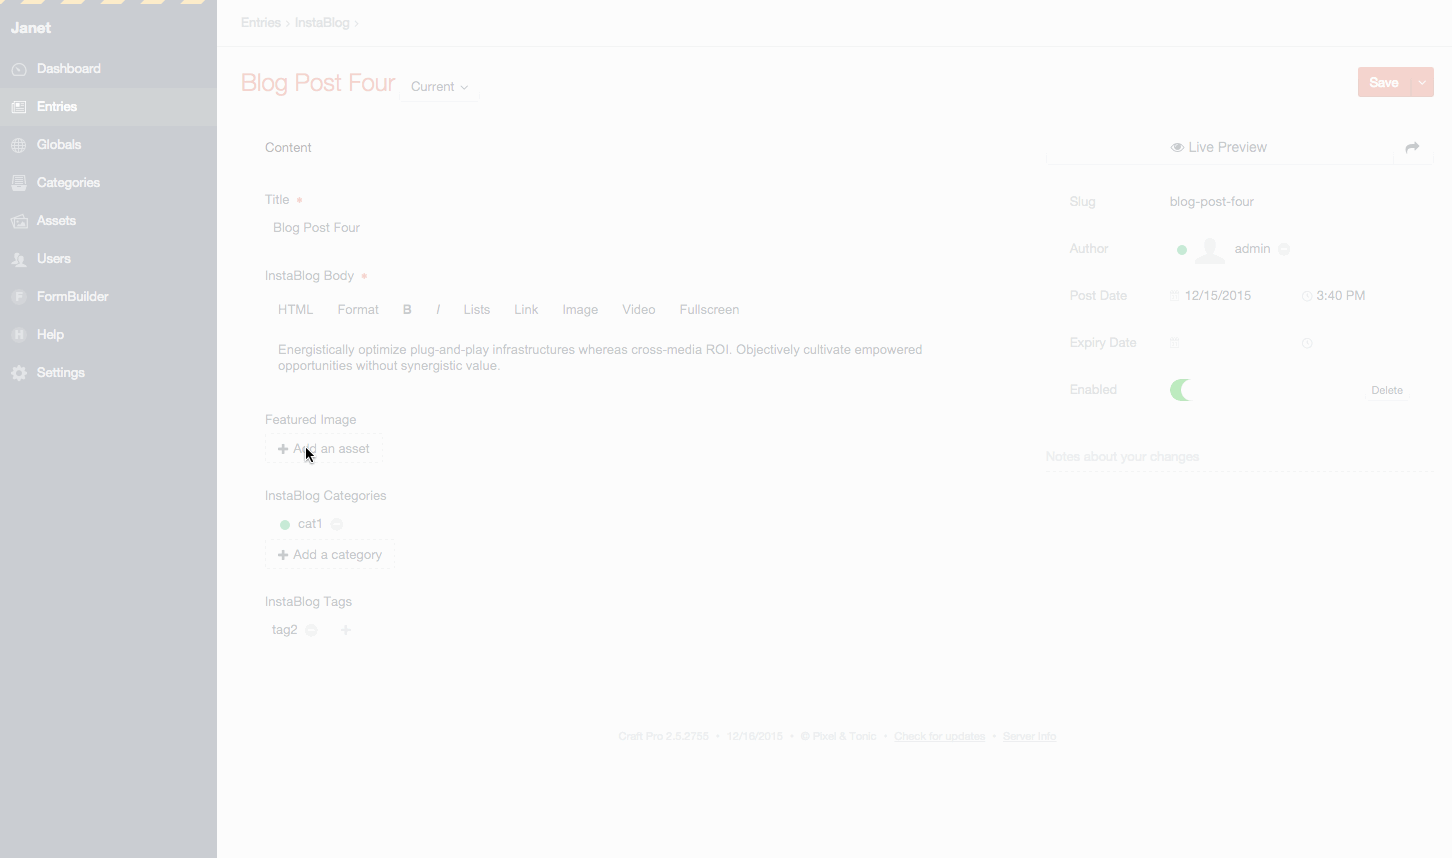 Janet
Dashboard
Entries
Globals
Categories
Assets
Users
FormBuilder
Help
Settings
Entries › InstaBlog ›
Blog Post Four Current
Save
Content
Title
Blog Post Four
InstaBlog Body
HTML Format B I Lists Link Image Video Fullscreen
Energistically optimize plug-and-play infrastructures whereas cross-media ROI. Objectively cultivate empowered
opportunities without synergistic value.
Featured Image
Add an asset
InstaBlog Categories
cat1
Add a category
InstaBlog Tags
tag2
Live Preview
Slug blog-post-four
Author admin
Post Date 12/15/2015 3:40 PM
Expiry Date
Enabled Delete
Notes about your changes
Craft Pro 2.5.2755 • 12/16/2015 • © Pixel & Tonic • Check for updates • Server Info